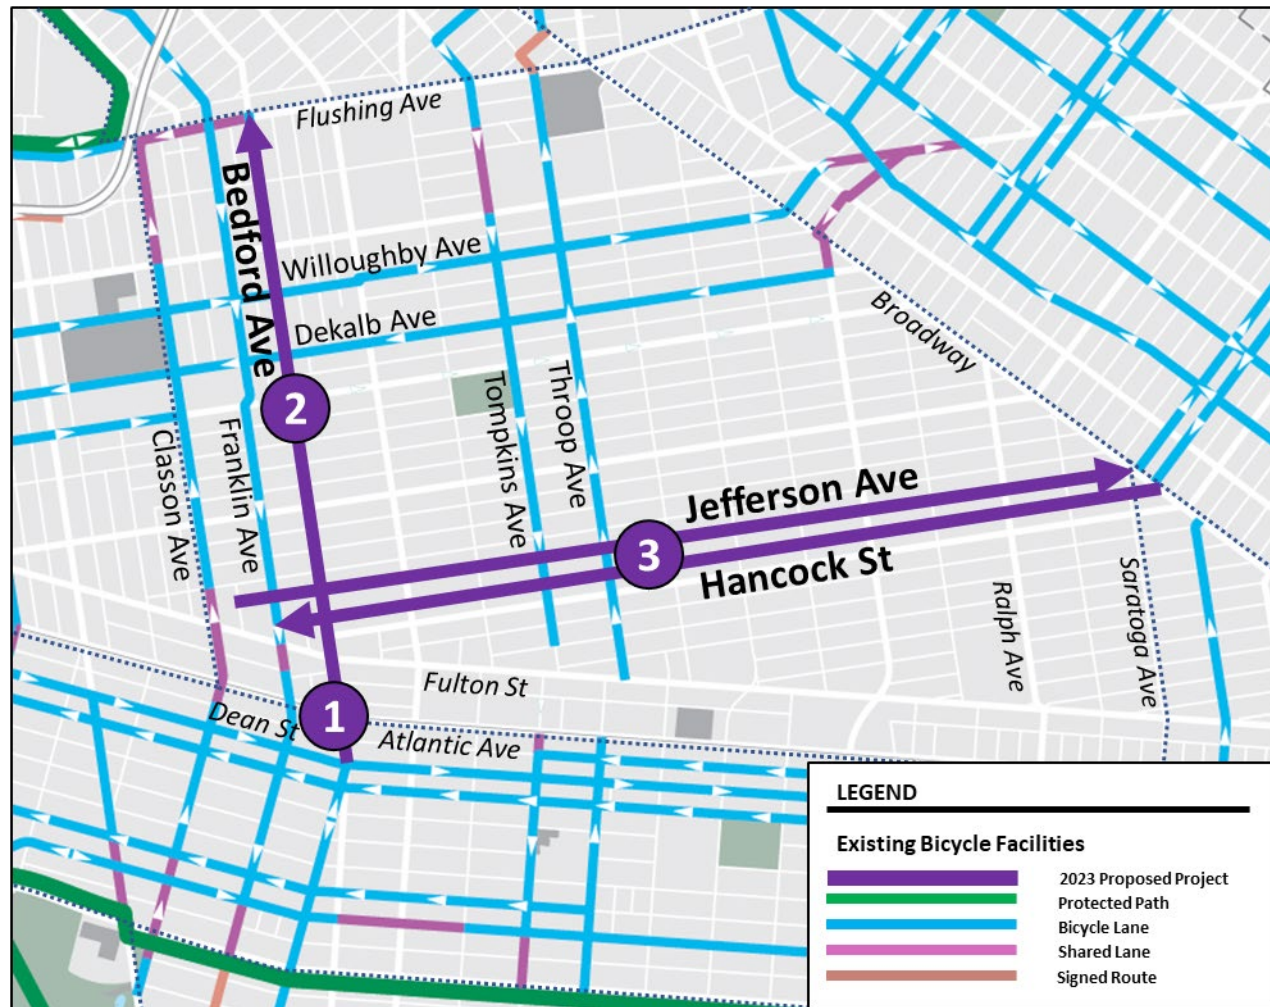 Flushing Ave
Bedford Ave
Willoughby Ave
Dekalb Ave
Broadway
2
Classon Ave
Franklin Ave
Tompkins Ave
Throop Ave
Jefferson Ave
3
Hancock St
Ralph Ave
Saratoga Ave
Fulton St
Dean St
1
Atlantic Ave
LEGEND
Existing Bicycle Facilities
2023 Proposed Project
Protected Path
Bicycle Lane
Shared Lane
Signed Route